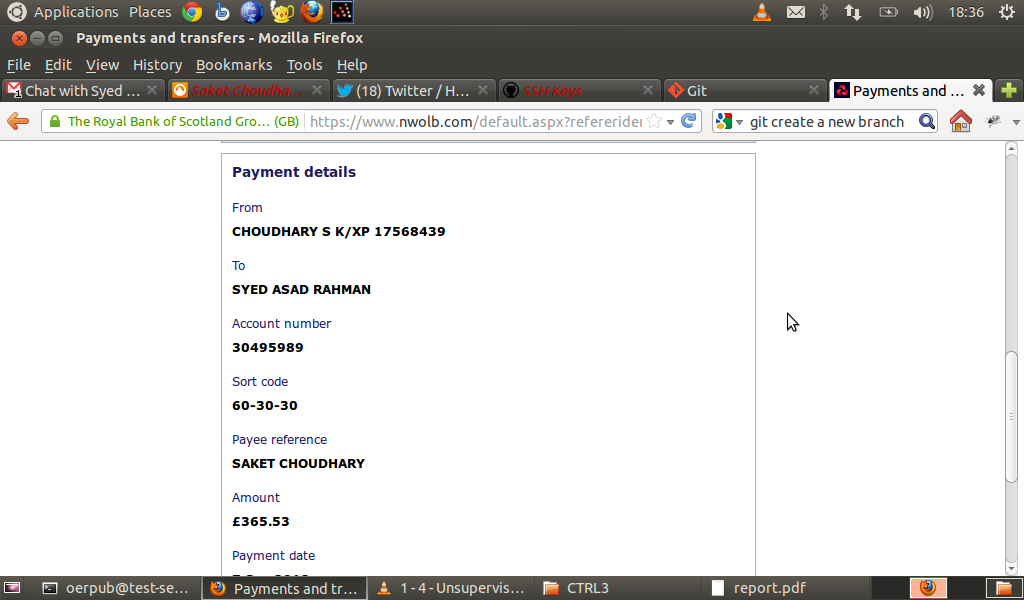 Applications Places 18:36
Payments and transfers - Mozilla Firefox
File Edit View History Bookmarks Tools Help
Chat with Syed ... Saket Choudha... (18) Twitter / H... SSH Keys Git Payments and ...
The Royal Bank of Scotland Gro... (GB) https://www.nwolb.com/default.aspx?refererider git create a new branch
Payment details
From
CHOUDHARY S K/XP 17568439
To
SYED ASAD RAHMAN
Account number
30495989
Sort code
60-30-30
Payee reference
SAKET CHOUDHARY
Amount
£365.53
Payment date
oerpub@test-se... Payments and tr... 1 - 4 - Unsupervis... CTRL3 report.pdf